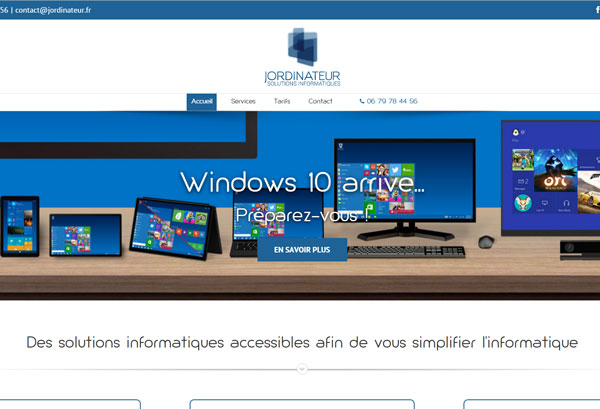 56 | contact@jordinateur.fr
JORDINATEUR
SOLUTIONS INFORMATIQUES
Accueil Services Tarifs Contact 06 79 78 44 56
Windows 10 arrive...
Préparez-vous !
EN SAVOIR PLUS
Des solutions informatiques accessibles afin de vous simplifier l'informatique